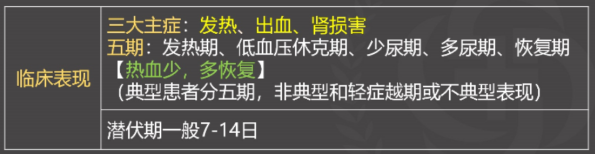 临床表现
三大主症：发热、出血、肾损害
五期：发热期、低血压休克期、少尿期、多尿期、恢复期
【热血少，多恢复】
（典型患者分五期，非典型和轻症越期或不典型表现）
潜伏期一般7-14日